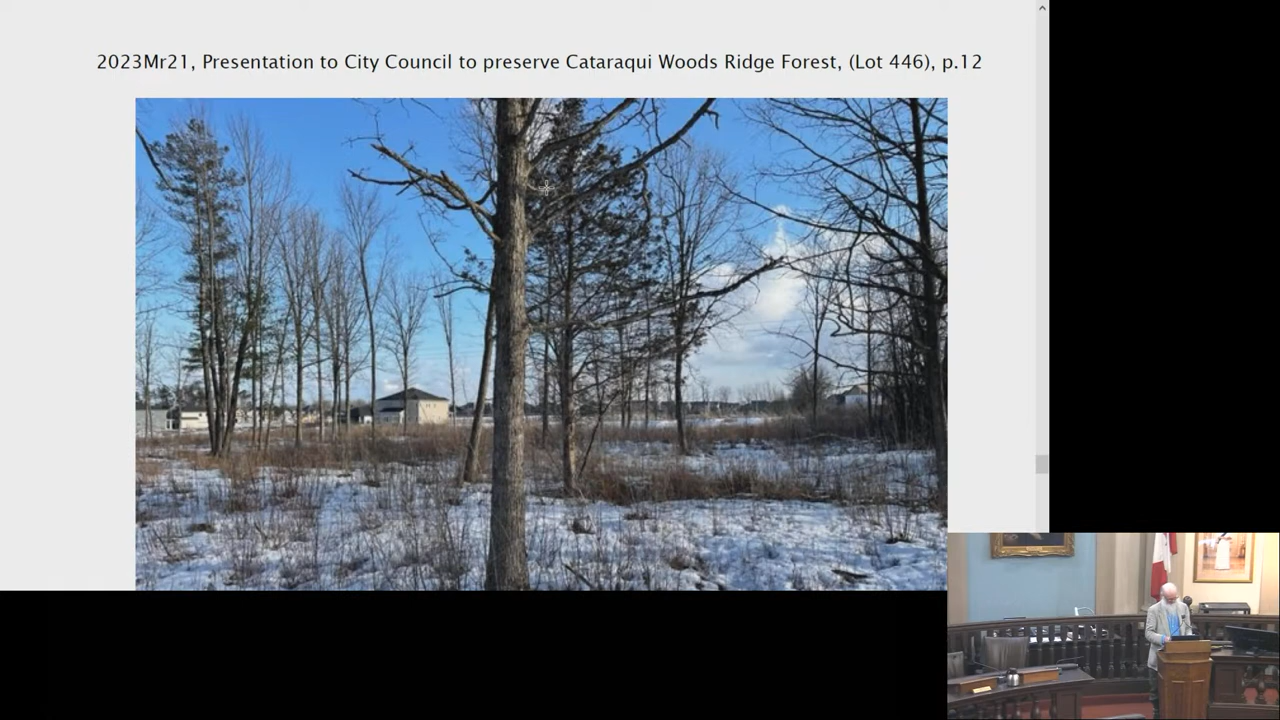 2023Mr21, Presentation to City Council to preserve Cataraqui Woods Ridge Forest, (Lot 446), p.12